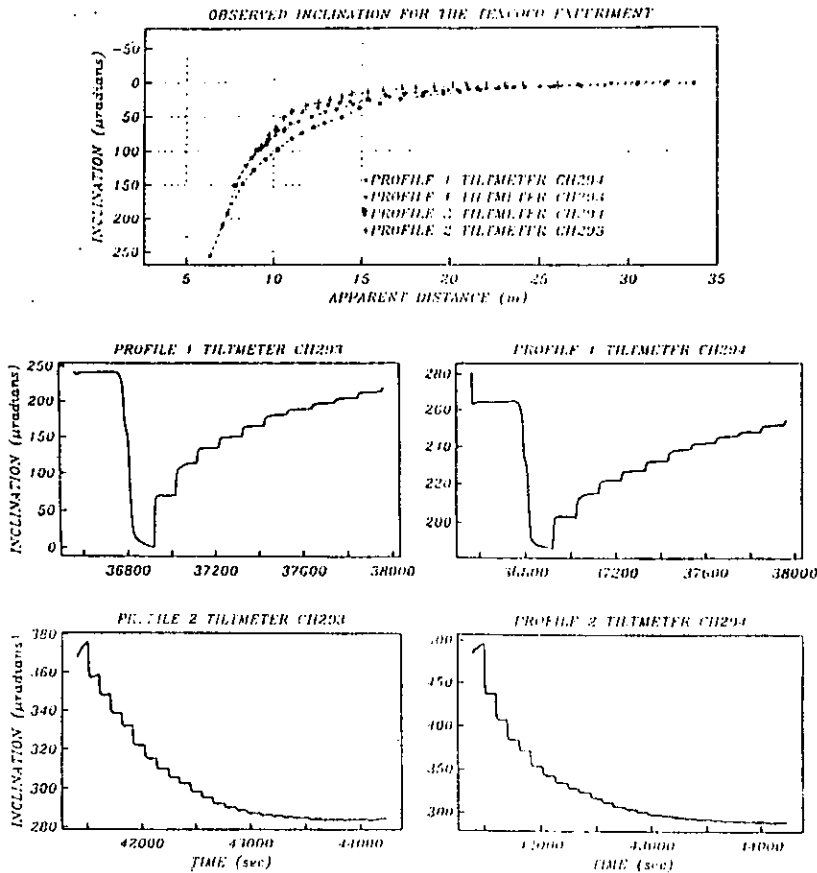 OBSERVED INCLINATION FOR THE TEXCOCO EXPERIMENT
INCLINATION (μradians)
-50
0
50
100
150
200
250
PROFILE 1 TILTMETER CH294
PROFILE 1 TILTMETER CH293
PROFILE 2 TILTMETER CH294
PROFILE 2 TILTMETER CH293
5 10 15 20 25 30 35
APPARENT DISTANCE (m)
PROFILE 1 TILTMETER CH293
INCLINATION (μradians)
250
200
150
100
50
0
36800 37200 37600 38000
PROFILE 1 TILTMETER CH294
280
260
240
220
200
36800 37200 37600 38000
PROFILE 2 TILTMETER CH293
INCLINATION (μradians)
380
360
340
320
300
280
42000 43000 44000
TIME (sec)
PROFILE 2 TILTMETER CH294
500
450
400
350
300
42000 43000 44000
TIME (sec)